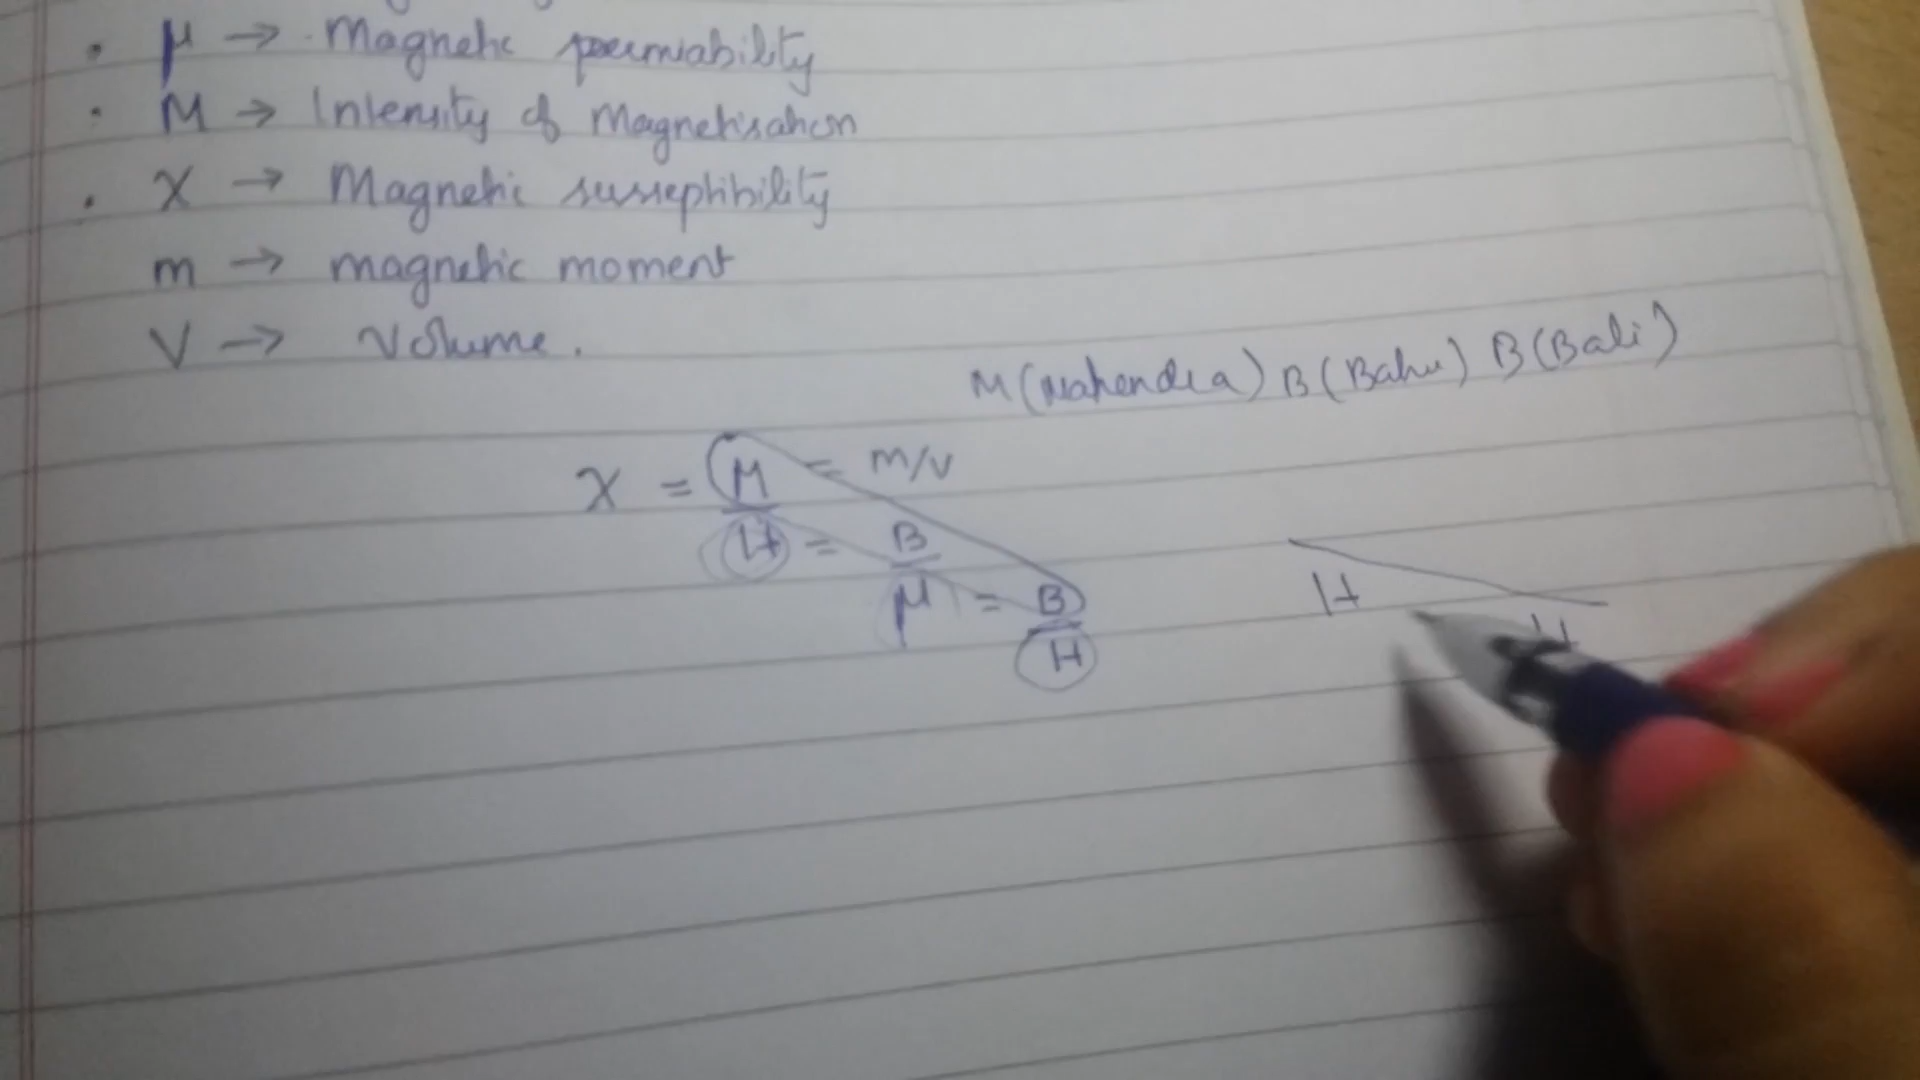 • μ → Magnetic permiability
• M → Intensity of Magnetisation
• χ → Magnetic susseptibility
m → magnetic moment
V → Volume.
M (Mahendra) B (Bahu) B (Bali)
χ = M = m/v
H = B
μ = B
H
H
H